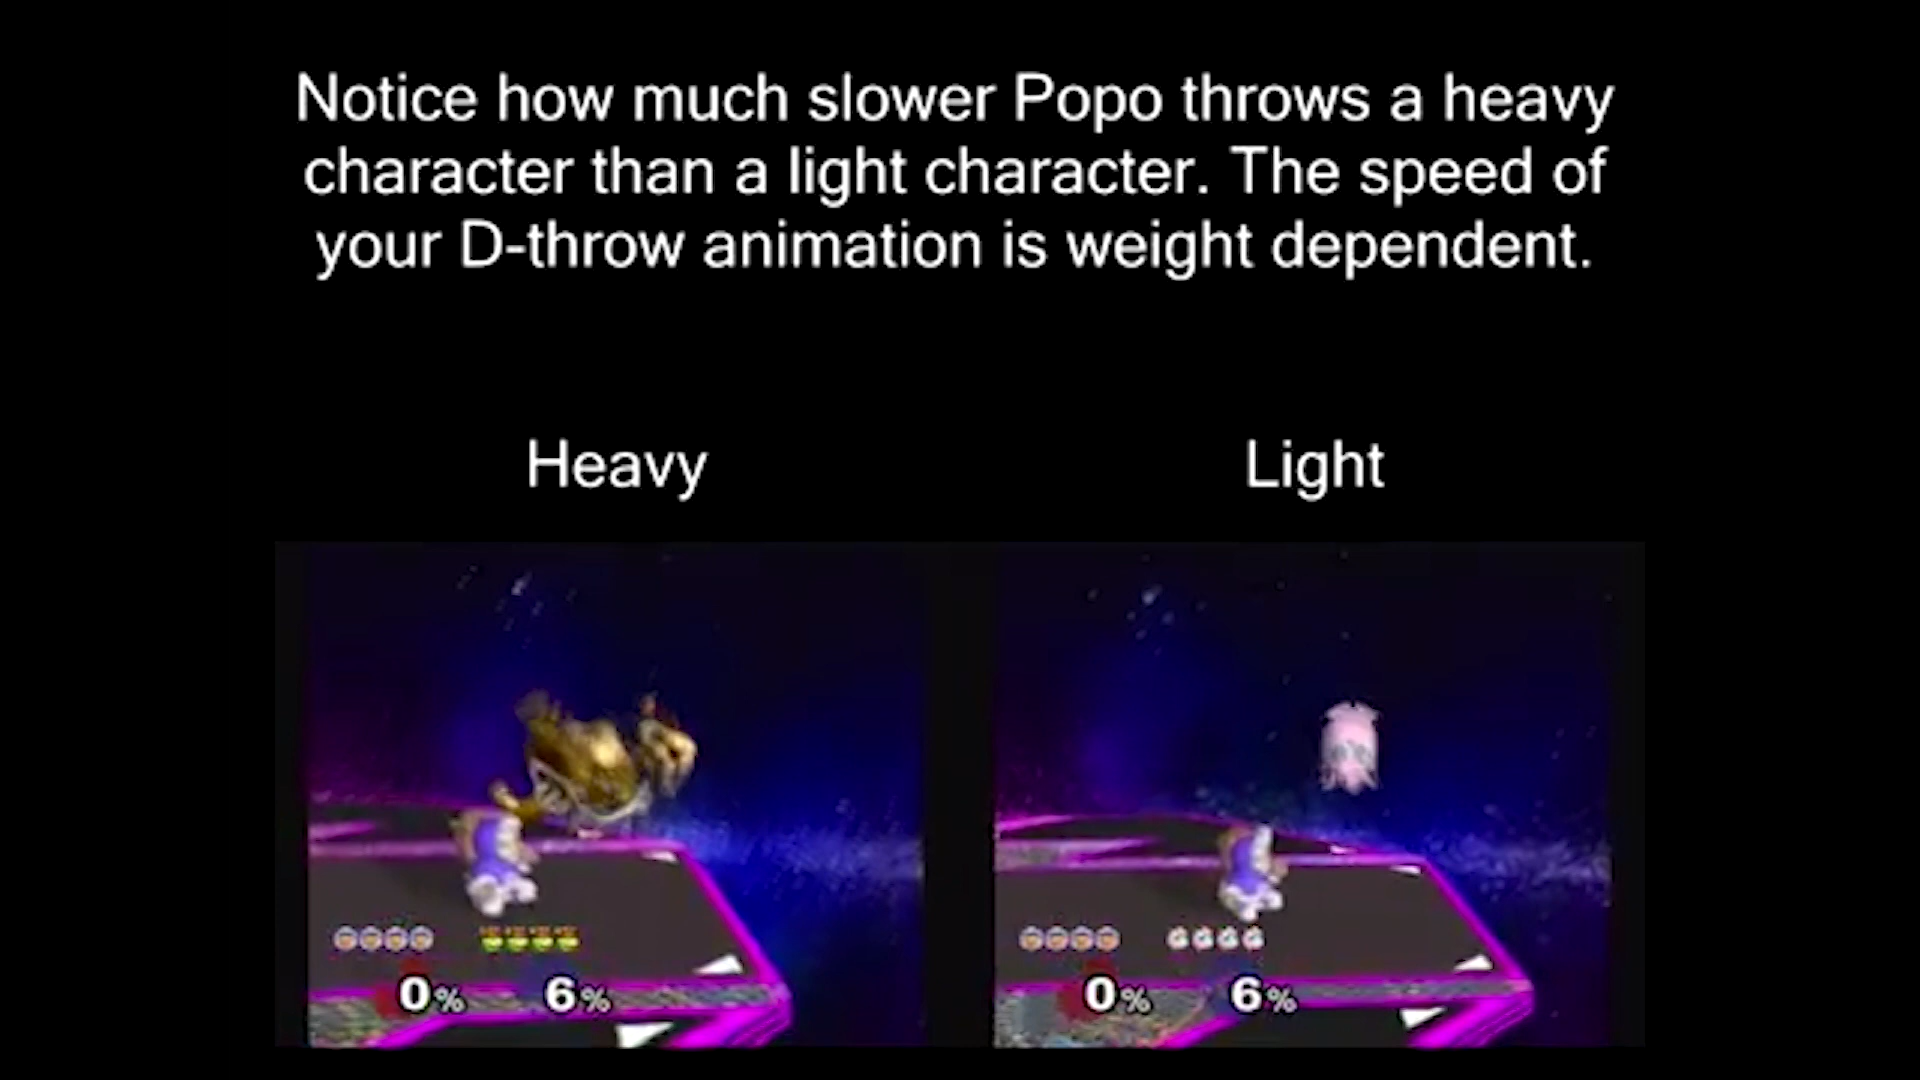 Notice how much slower Popo throws a heavy
character than a light character. The speed of
your D-throw animation is weight dependent.
Heavy
Light
0% 6%
0% 6%